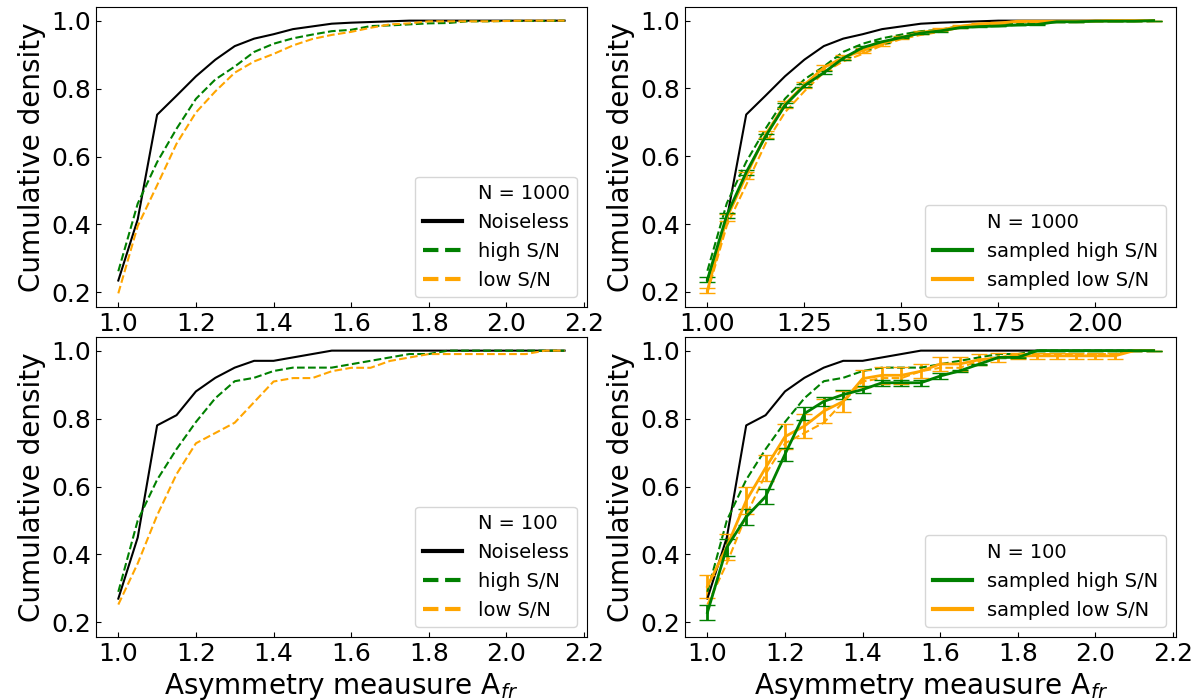 Cumulative density
1.0
0.8
0.6
0.4
0.2
1.0 1.2 1.4 1.6 1.8 2.0 2.2
N = 1000
Noiseless
high S/N
low S/N
Cumulative density
1.0
0.8
0.6
0.4
0.2
1.00 1.25 1.50 1.75 2.00
N = 1000
sampled high S/N
sampled low S/N
Cumulative density
1.0
0.8
0.6
0.4
0.2
1.0 1.2 1.4 1.6 1.8 2.0 2.2
Asymmetry meausure A_fr
N = 100
Noiseless
high S/N
low S/N
Cumulative density
1.0
0.8
0.6
0.4
0.2
1.0 1.2 1.4 1.6 1.8 2.0 2.2
Asymmetry meausure A_fr
N = 100
sampled high S/N
sampled low S/N